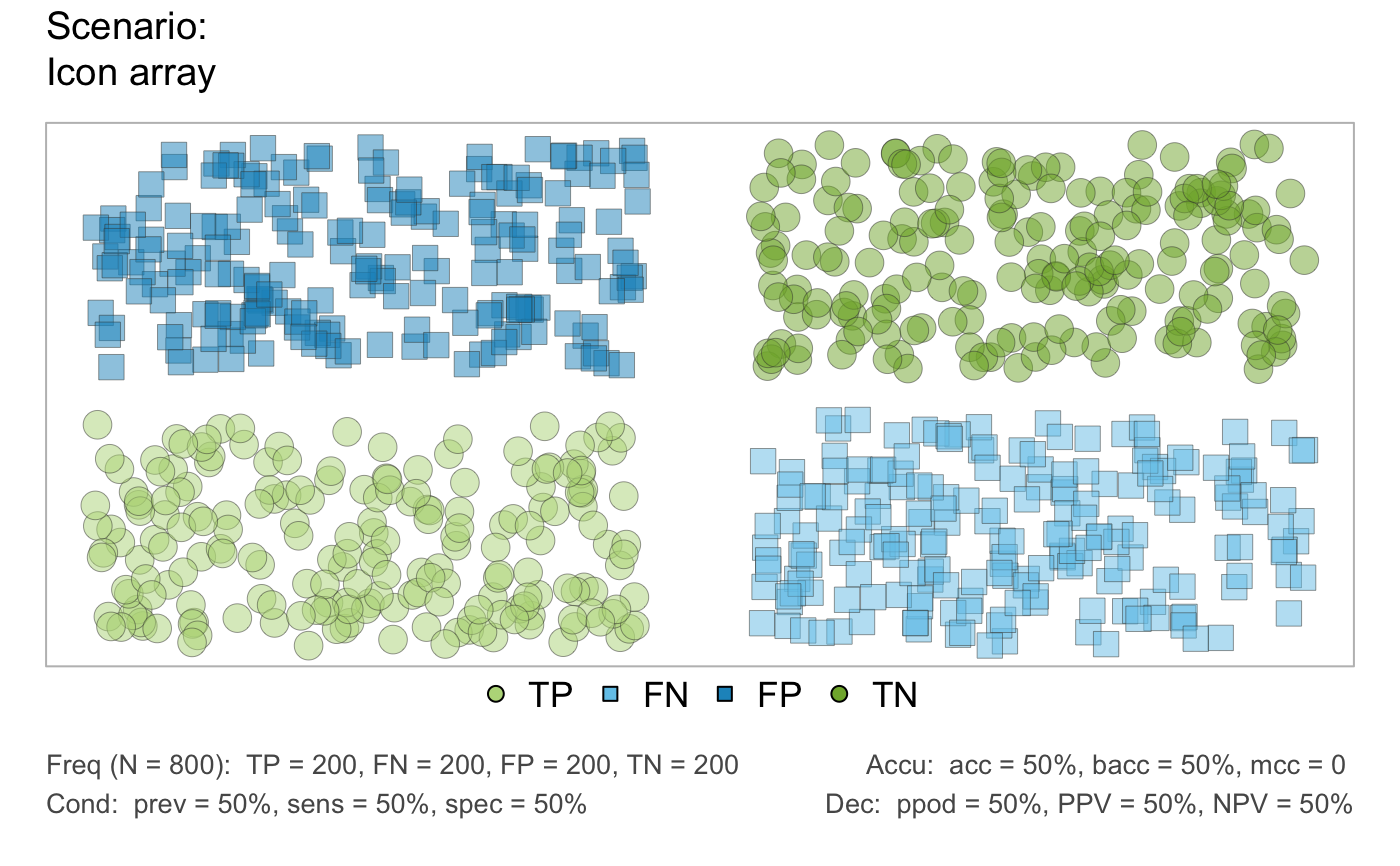 Scenario:
Icon array
TP FN FP TN
Freq (N = 800):  TP = 200, FN = 200, FP = 200, TN = 200
Accu:  acc = 50%, bacc = 50%, mcc = 0
Cond:  prev = 50%, sens = 50%, spec = 50%
Dec:  ppod = 50%, PPV = 50%, NPV = 50%